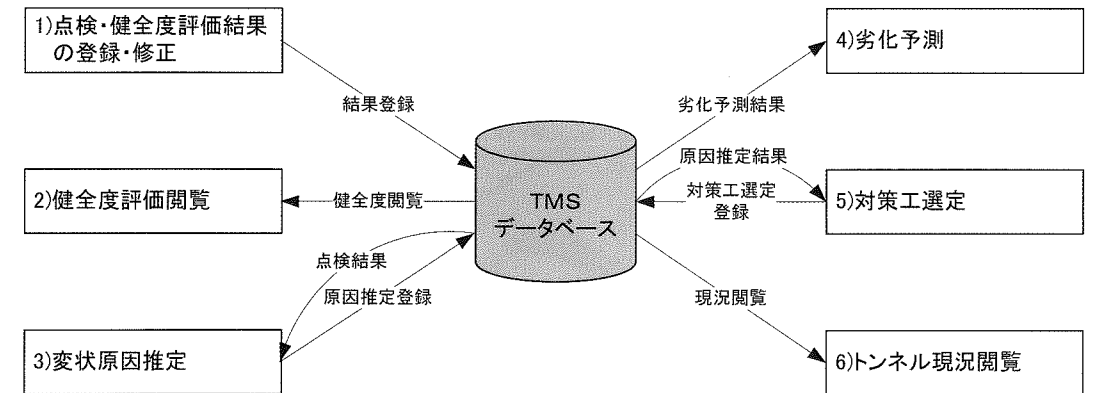 1)点検・健全度評価結果
の登録・修正
結果登録
2)健全度評価閲覧
健全度閲覧
点検結果
原因推定登録
3)変状原因推定
TMS
データベース
4)劣化予測
劣化予測結果
原因推定結果
対策工選定
登録
5)対策工選定
現況閲覧
6)トンネル現況閲覧